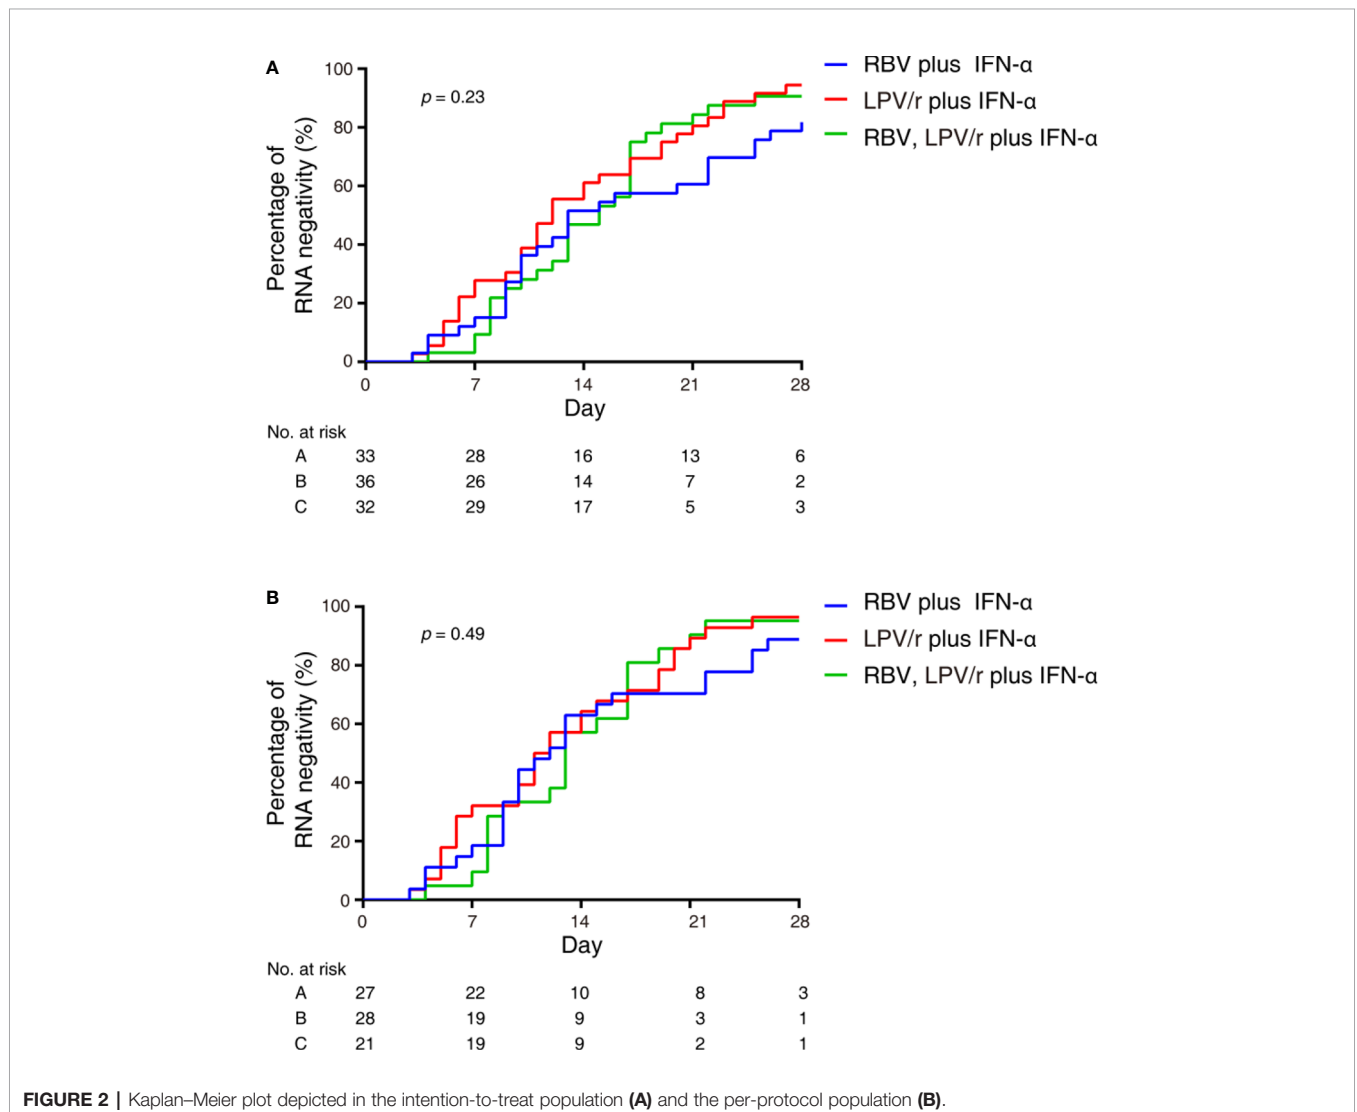 A
p = 0.23
RBV plus IFN-α
LPV/r plus IFN-α
RBV, LPV/r plus IFN-α
Percentage of
RNA negativity (%)
100
80
60
40
20
0
0 7 14 21 28
Day
No. at risk
A 33 28 16 13 6
B 36 26 14 7 2
C 32 29 17 5 3
B
p = 0.49
RBV plus IFN-α
LPV/r plus IFN-α
RBV, LPV/r plus IFN-α
Percentage of
RNA negativity (%)
100
80
60
40
20
0
0 7 14 21 28
Day
No. at risk
A 27 22 10 8 3
B 28 19 9 3 1
C 21 19 9 2 1
FIGURE 2 | Kaplan–Meier plot depicted in the intention-to-treat population (A) and the per-protocol population (B).